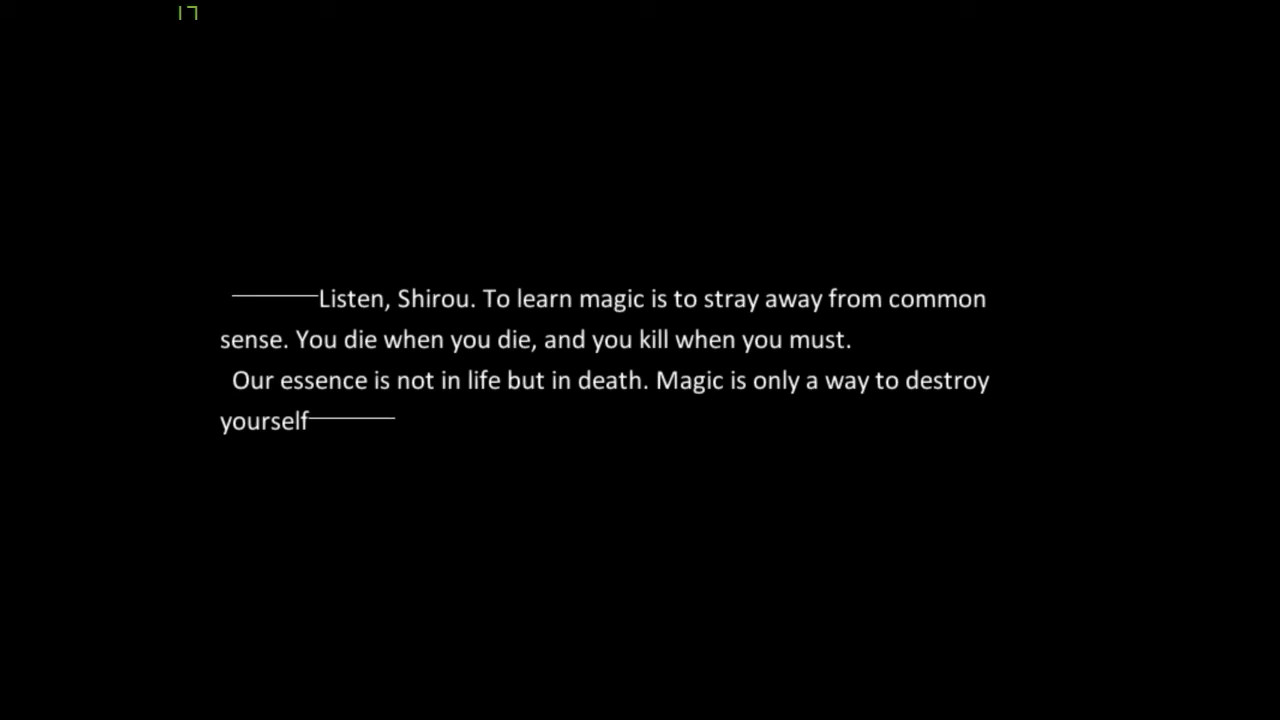 17
————Listen, Shirou. To learn magic is to stray away from common
sense. You die when you die, and you kill when you must.
Our essence is not in life but in death. Magic is only a way to destroy
yourself————